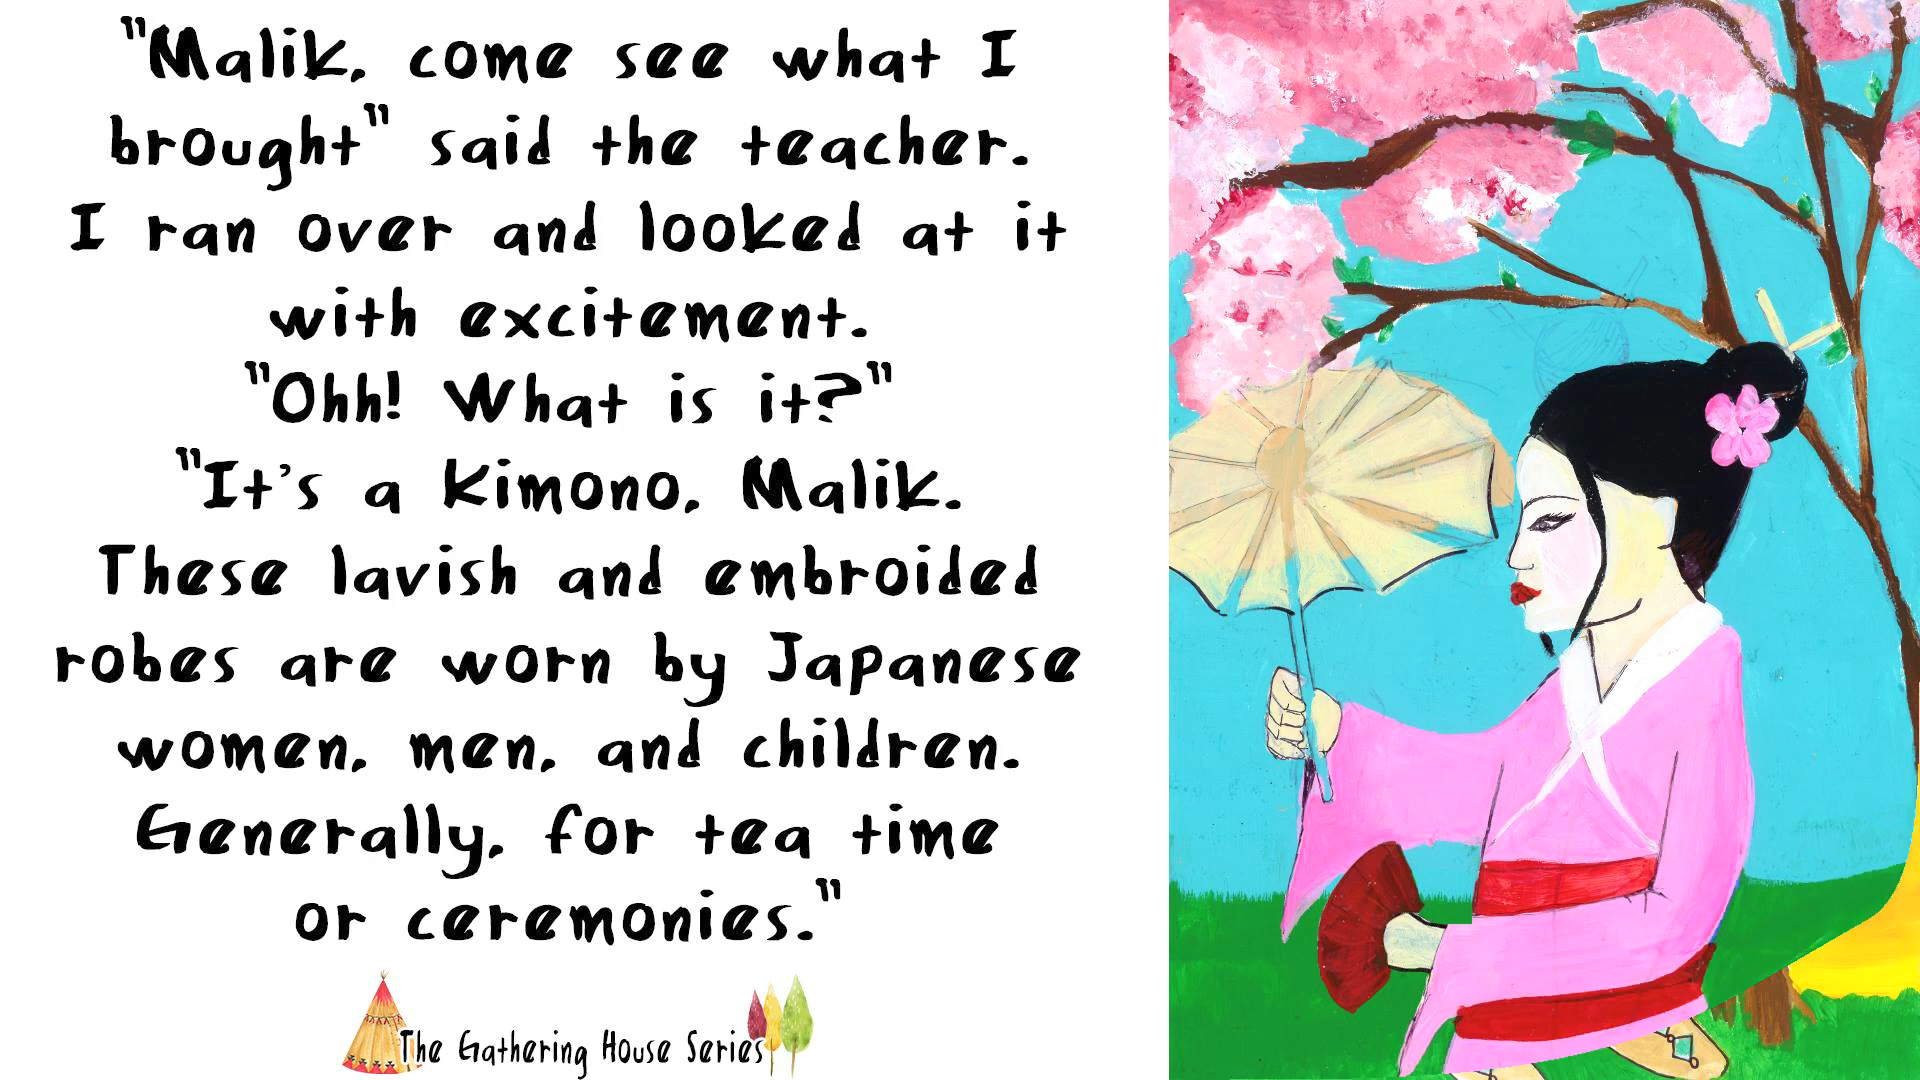 "Malik, come see what I
brought" said the teacher.
I ran over and looked at it
with excitement.
"Ohh! What is it?"
"It's a Kimono, Malik.
These lavish and embroided
robes are worn by Japanese
women, men, and children.
Generally, for tea time
or ceremonies."
The Gathering House Series